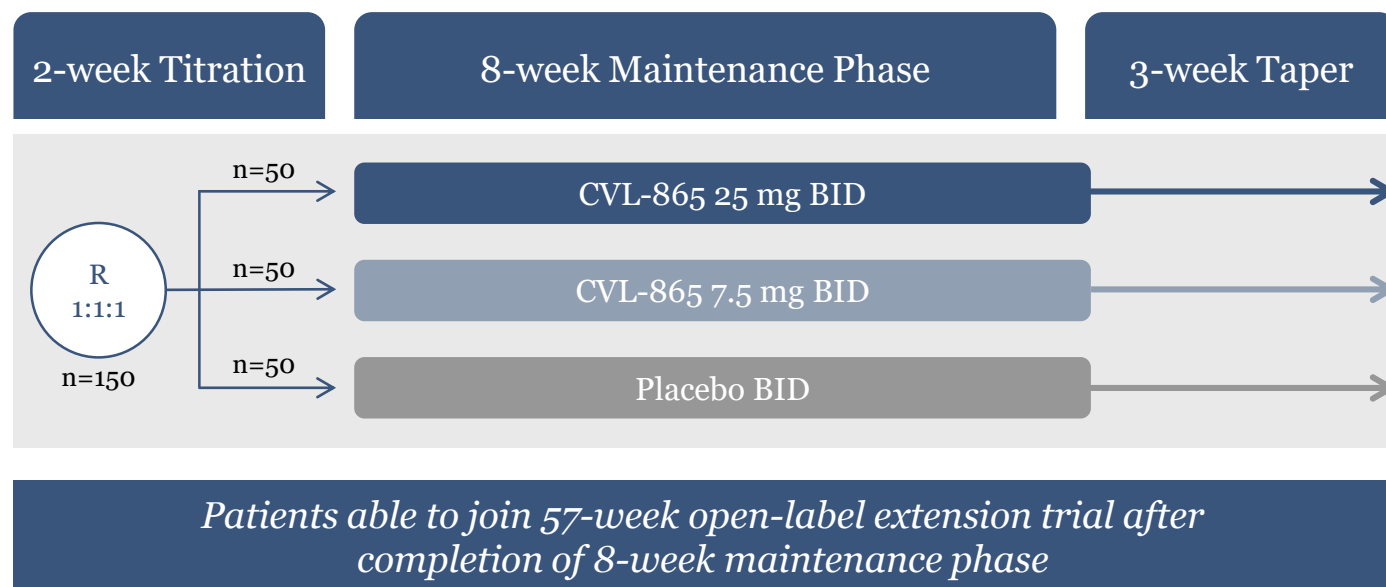 2-week Titration
8-week Maintenance Phase
3-week Taper
n=50
CVL-865 25 mg BID
n=50
CVL-865 7.5 mg BID
R
1:1:1
n=150
n=50
Placebo BID
Patients able to join 57-week open-label extension trial after
completion of 8-week maintenance phase